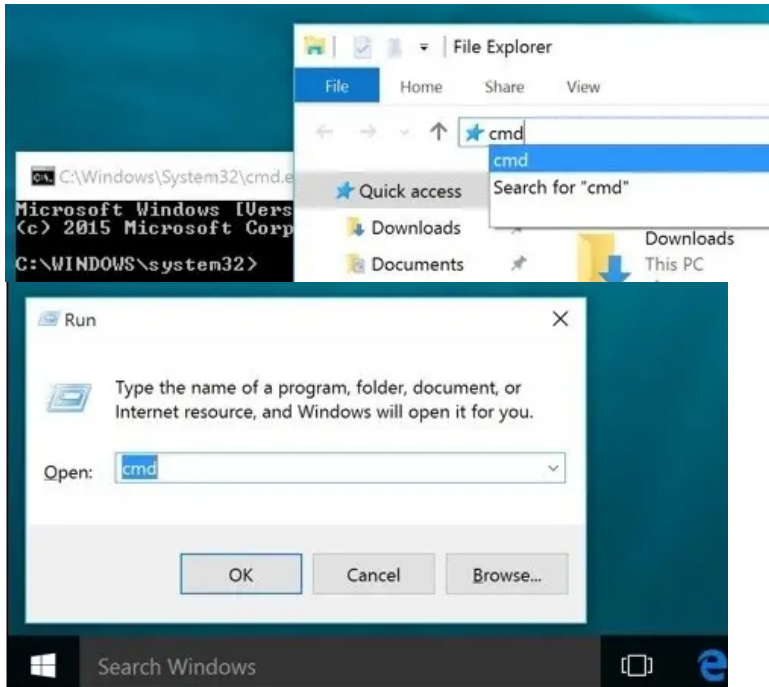 File Explorer
File Home Share View
cmd
cmd
Search for "cmd"
C:\Windows\System32\cmd.e
Microsoft Windows [Vers
(c) 2015 Microsoft Corp
C:\WINDOWS\system32>
Quick access
Downloads
Documents
Downloads
This PC
Run
Type the name of a program, folder, document, or
Internet resource, and Windows will open it for you.
Open: cmd
OK Cancel Browse...
Search Windows